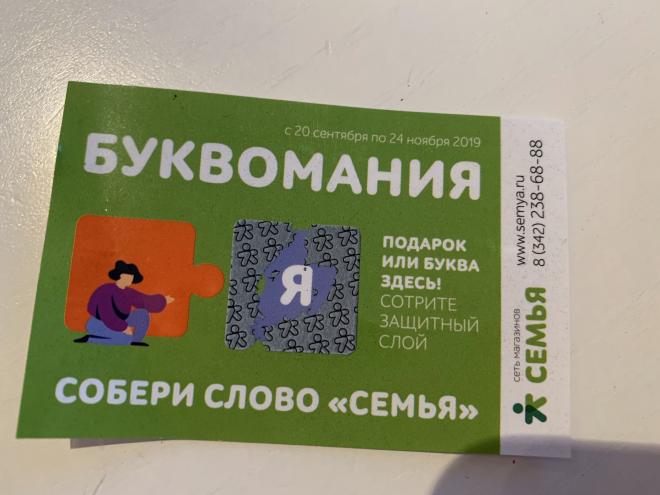 с 20 сентября по 24 ноября 2019
БУКВОМАНИЯ
Я
ПОДАРОК
ИЛИ БУКВА
ЗДЕСЬ!
СОТРИТЕ
ЗАЩИТНЫЙ
СЛОЙ
СОБЕРИ СЛОВО «СЕМЬЯ»
сеть магазинов
СЕМЬЯ
www.semya.ru
8 (342) 238-68-88